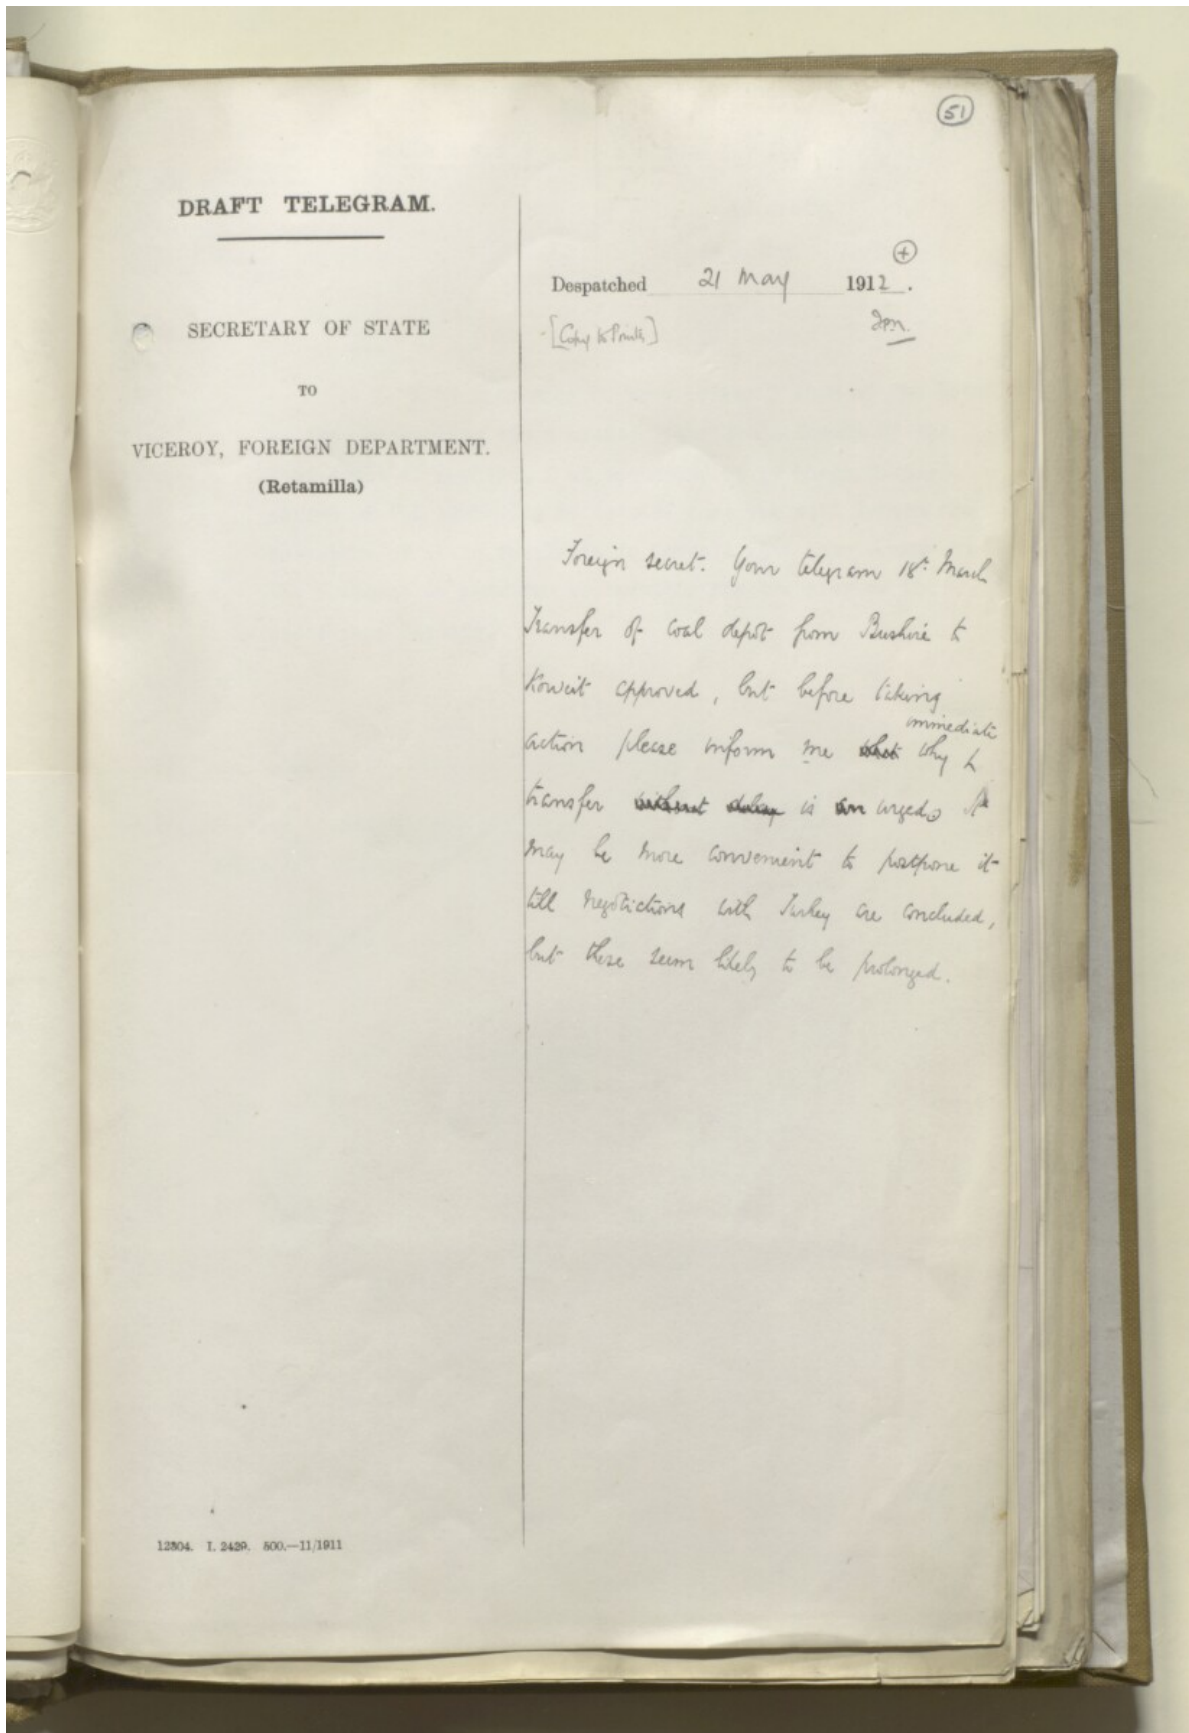 51
DRAFT TELEGRAM.
SECRETARY OF STATE
TO
VICEROY, FOREIGN DEPARTMENT.
(Retamilla)
Despatched 21 May 1912.
[Copy to
Foreign secret. Your telegram 18th March
Transfer of coal depôt from Bushire to
Koweit approved, but before taking
action please inform me why immediate
transfer without delay is urged. It
may be more convenient to postpone it
till negotiations with Turkey are concluded,
but these seem likely to be prolonged.
12304. I. 2429. 500.—11/1911